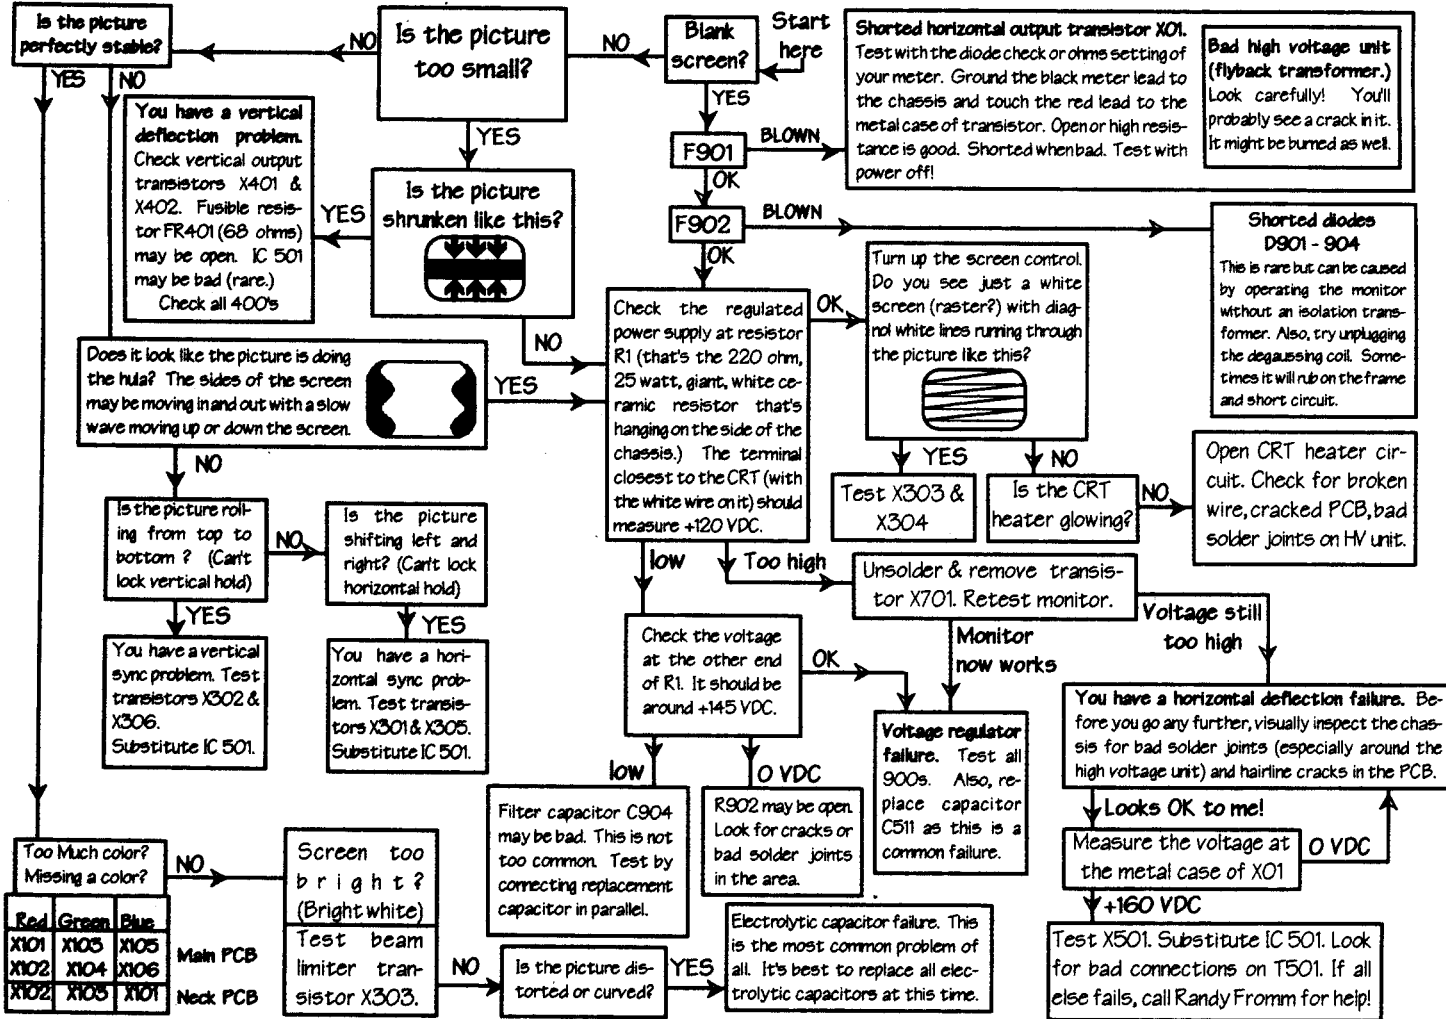 Is the picture
perfectly stable?
NO
Is the picture
too small?
NO
Blank
screen?
Start
here
Shorted horizontal output transistor X01.
Test with the diode check or ohms setting of
your meter. Ground the black meter lead to
the chassis and touch the red lead to the
metal case of transistor. Open or high resis-
tance is good. Shorted when bad. Test with
power off!
Bad high voltage unit
(flyback transformer.)
Look carefully! You'll
probably see a crack in it.
It might be burned as well.
YES
NO
YES
YES
F901
BLOWN
OK
F902
BLOWN
OK
You have a vertical
deflection problem.
Check vertical output
transistors X401 &
X402. Fusible resis-
tor FR401 (68 ohms)
may be open. IC 501
may be bad (rare.)
Check all 400's
YES
Is the picture
shrunken like this?
NO
Shorted diodes
D901 - 904
This is rare but can be caused
by operating the monitor
without an isolation trans-
former. Also, try unplugging
the degaussing coil. Some-
times it will rub on the frame
and short circuit.
Check the regulated
power supply at resistor
R1 (that's the 220 ohm,
25 watt, giant, white ce-
ramic resistor that's
hanging on the side of the
chassis.) The terminal
closest to the CRT (with
the white wire on it) should
measure +120 VDC.
OK
Turn up the screen control.
Do you see just a white
screen (raster?) with diag-
nol white lines running through
the picture like this?
YES
NO
Test X303 &
X304
Is the CRT
heater glowing?
NO
Open CRT heater cir-
cuit. Check for broken
wire, cracked PCB, bad
solder joints on HV unit.
Does it look like the picture is doing
the hula? The sides of the screen
may be moving in and out with a slow
wave moving up or down the screen.
YES
NO
Is the picture roll-
ing from top to
bottom ? (Can't
lock vertical hold)
NO
Is the picture
shifting left and
right? (Can't lock
horizontal hold)
YES
YES
You have a vertical
sync problem. Test
transistors X302 &
X306.
Substitute IC 501.
You have a hori-
zontal sync prob-
lem. Test transis-
tors X301 & X305.
Substitute IC 501.
low
Too high
Unsolder & remove transis-
tor X701. Retest monitor.
Monitor
now works
Voltage still
too high
Check the voltage
at the other end
of R1. It should be
around +145 VDC.
OK
low
0 VDC
Voltage regulator
failure. Test all
900s. Also, re-
place capacitor
C511 as this is a
common failure.
You have a horizontal deflection failure. Be-
fore you go any further, visually inspect the chas-
sis for bad solder joints (especially around the
high voltage unit) and hairline cracks in the PCB.
Looks OK to me!
Measure the voltage at
the metal case of X01
0 VDC
+160 VDC
Test X501. Substitute IC 501. Look
for bad connections on T501. If all
else fails, call Randy Fromm for help!
Filter capacitor C904
may be bad. This is not
too common. Test by
connecting replacement
capacitor in parallel.
R902 may be open.
Look for cracks or
bad solder joints
in the area.
Too Much color?
Missing a color?
NO
Red Green Blue
X101 X103 X105
X102 X104 X106
Main PCB
X102 X103 X101
Neck PCB
Screen too
bright?
(Bright white)
Test beam
limiter tran-
sistor X303.
NO
Is the picture dis-
torted or curved?
YES
Electrolytic capacitor failure. This
is the most common problem of
all. It's best to replace all elec-
trolytic capacitors at this time.